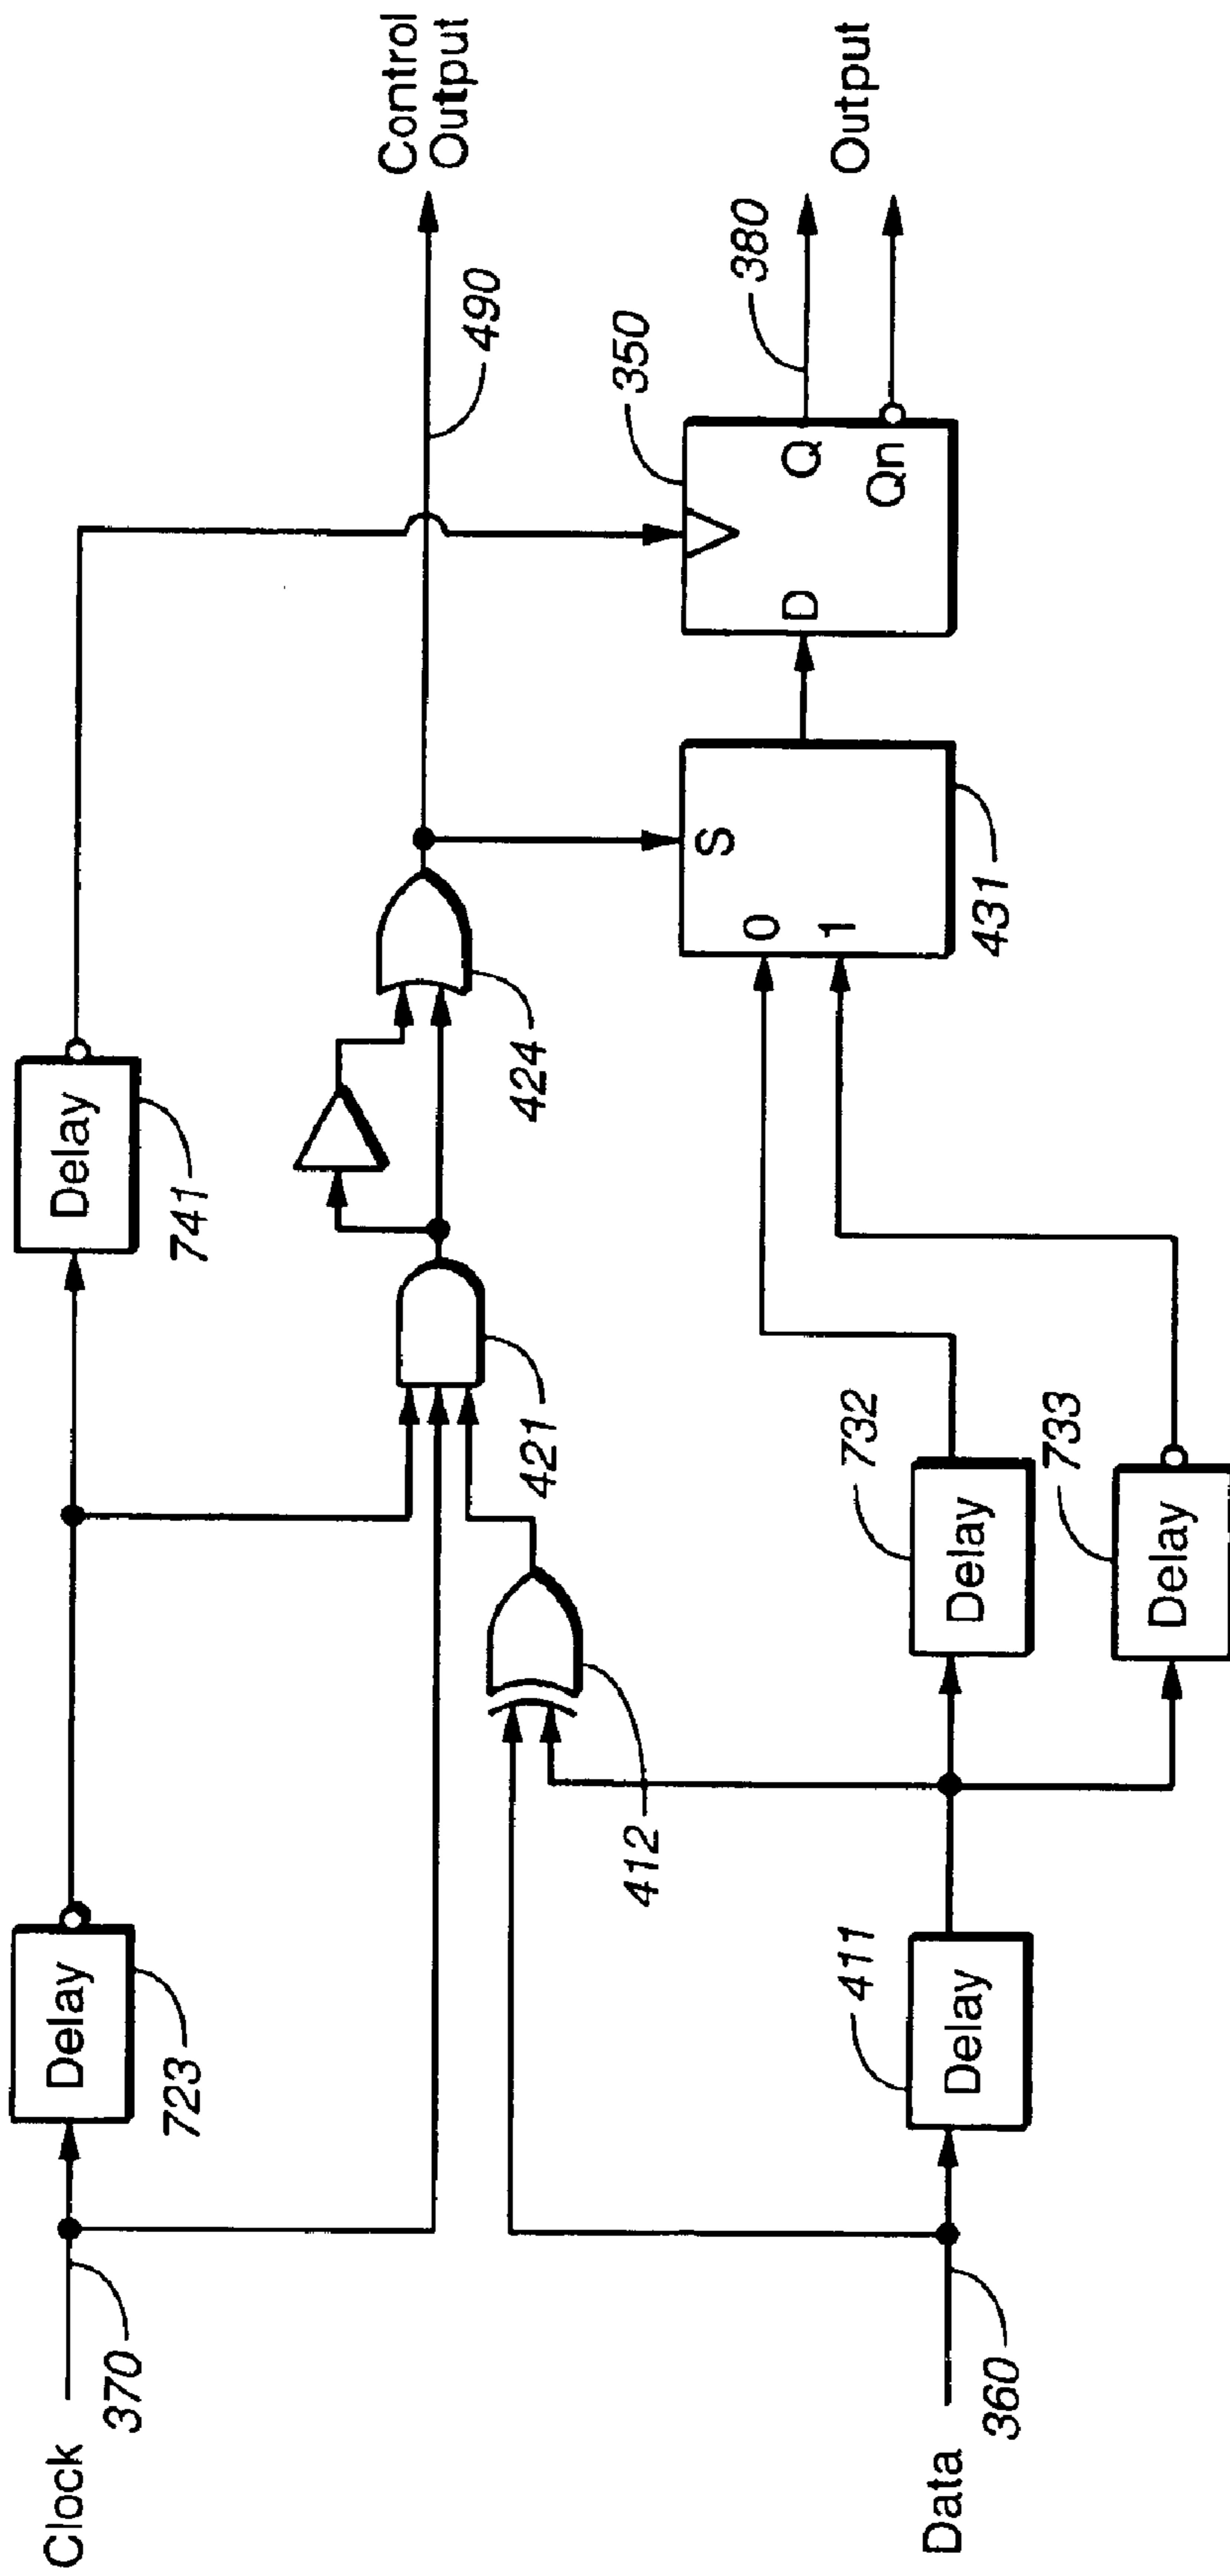 Clock
370
Delay
723
Delay
741
Control
Output
490
421
424
412
Data
360
Delay
411
Delay
732
Delay
733
0
1
S
431
D
Q
Qn
350
380
Output